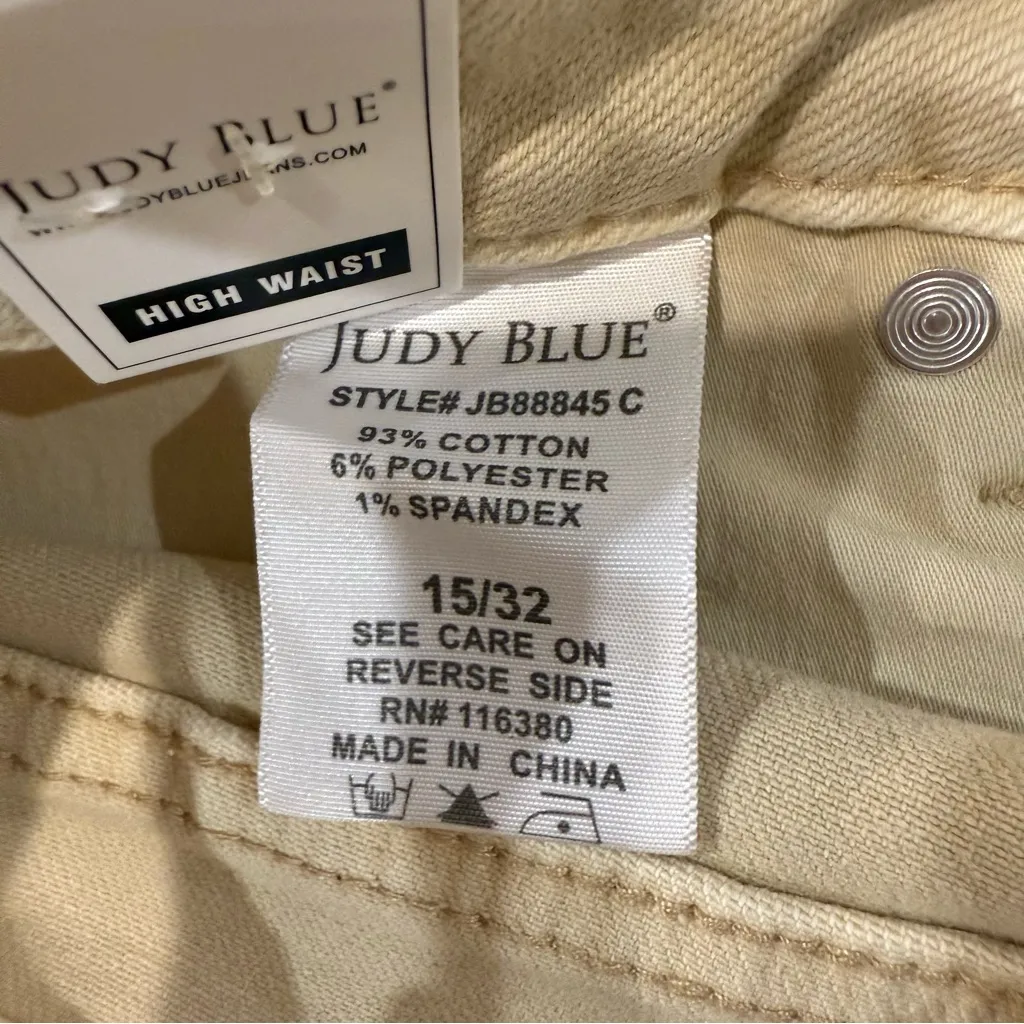 JUDY BLUE®
HIGH WAIST
JUDY BLUE®
STYLE# JB88845 C
93% COTTON
6% POLYESTER
1% SPANDEX
15/32
SEE CARE ON
REVERSE SIDE
RN# 116380
MADE IN CHINA